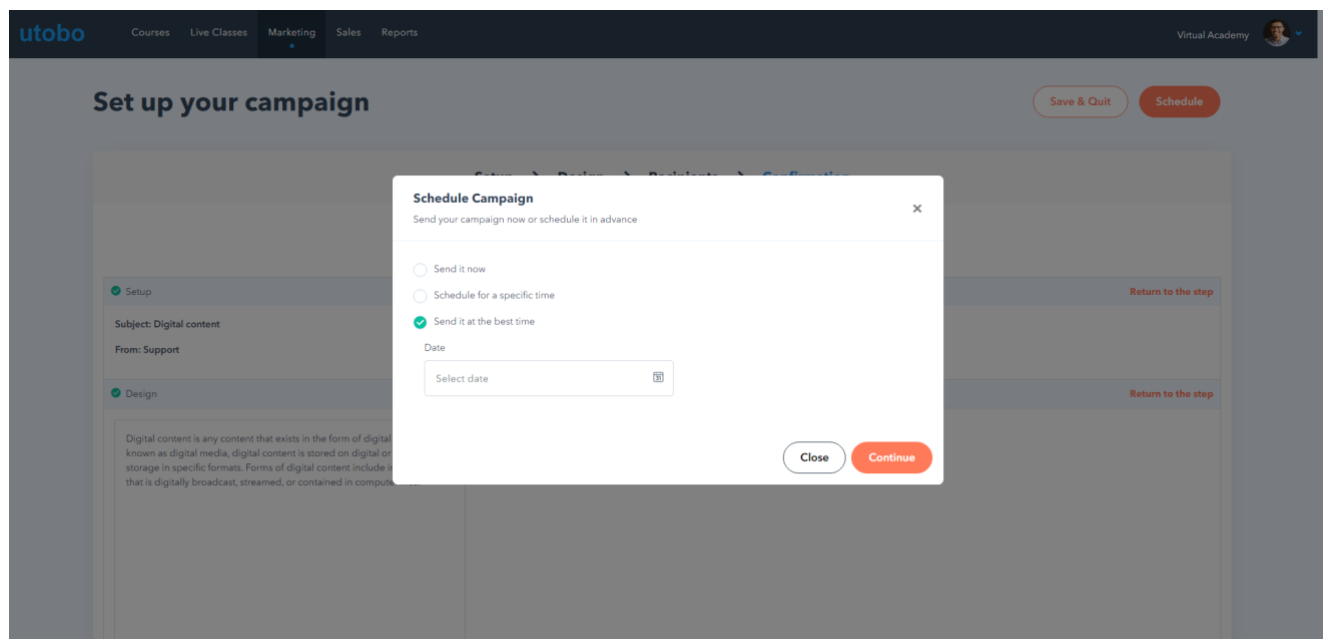 utobo
Courses Live Classes Marketing Sales Reports
Virtual Academy
Set up your campaign
Save & Quit
Schedule
Setup Design Recipients Confirmation
Schedule Campaign
Send your campaign now or schedule it in advance
Send it now
Schedule for a specific time
Send it at the best time
Date
Select date
31
Close
Continue
Setup
Return to the step
Subject: Digital content
From: Support
Design
Return to the step
Digital content is any content that exists in the form of digital
known as digital media, digital content is stored on digital or
storage in specific formats. Forms of digital content include
that is digitally broadcast, streamed, or contained in